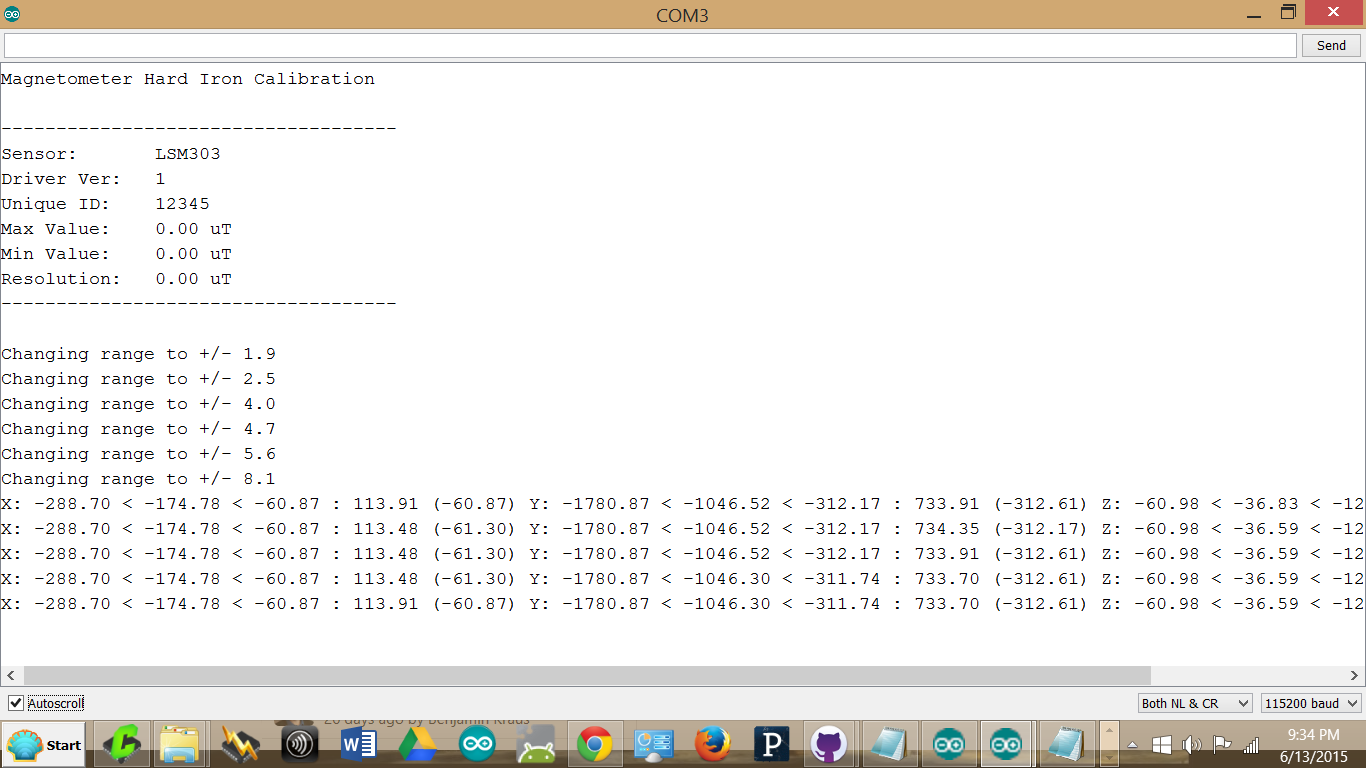 COM3
Send
Magnetometer Hard Iron Calibration
------------------------------------
Sensor:       LSM303
Driver Ver:   1
Unique ID:    12345
Max Value:    0.00 uT
Min Value:    0.00 uT
Resolution:   0.00 uT
------------------------------------
Changing range to +/- 1.9
Changing range to +/- 2.5
Changing range to +/- 4.0
Changing range to +/- 4.7
Changing range to +/- 5.6
Changing range to +/- 8.1
X: -288.70 < -174.78 < -60.87 : 113.91 (-60.87) Y: -1780.87 < -1046.52 < -312.17 : 733.91 (-312.61) Z: -60.98 < -36.83 < -12
X: -288.70 < -174.78 < -60.87 : 113.48 (-61.30) Y: -1780.87 < -1046.52 < -312.17 : 734.35 (-312.17) Z: -60.98 < -36.59 < -12
X: -288.70 < -174.78 < -60.87 : 113.48 (-61.30) Y: -1780.87 < -1046.52 < -312.17 : 733.91 (-312.61) Z: -60.98 < -36.59 < -12
X: -288.70 < -174.78 < -60.87 : 113.48 (-61.30) Y: -1780.87 < -1046.30 < -311.74 : 733.70 (-312.61) Z: -60.98 < -36.59 < -12
X: -288.70 < -174.78 < -60.87 : 113.91 (-60.87) Y: -1780.87 < -1046.30 < -311.74 : 733.70 (-312.61) Z: -60.98 < -36.59 < -12
Autoscroll
Both NL & CR
115200 baud
days ago by Benjamin Kraus
Start
9:34 PM
6/13/2015